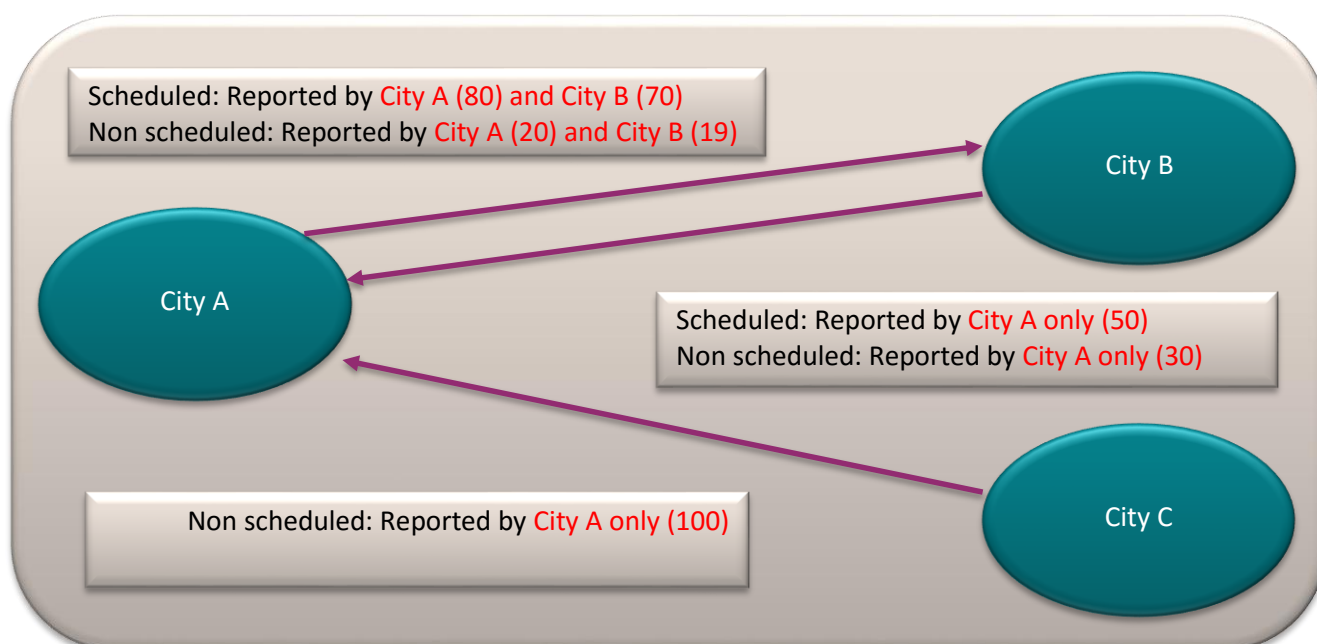 Scheduled: Reported by City A (80) and City B (70)
Non scheduled: Reported by City A (20) and City B (19)
City B
City A
Scheduled: Reported by City A only (50)
Non scheduled: Reported by City A only (30)
Non scheduled: Reported by City A only (100)
City C